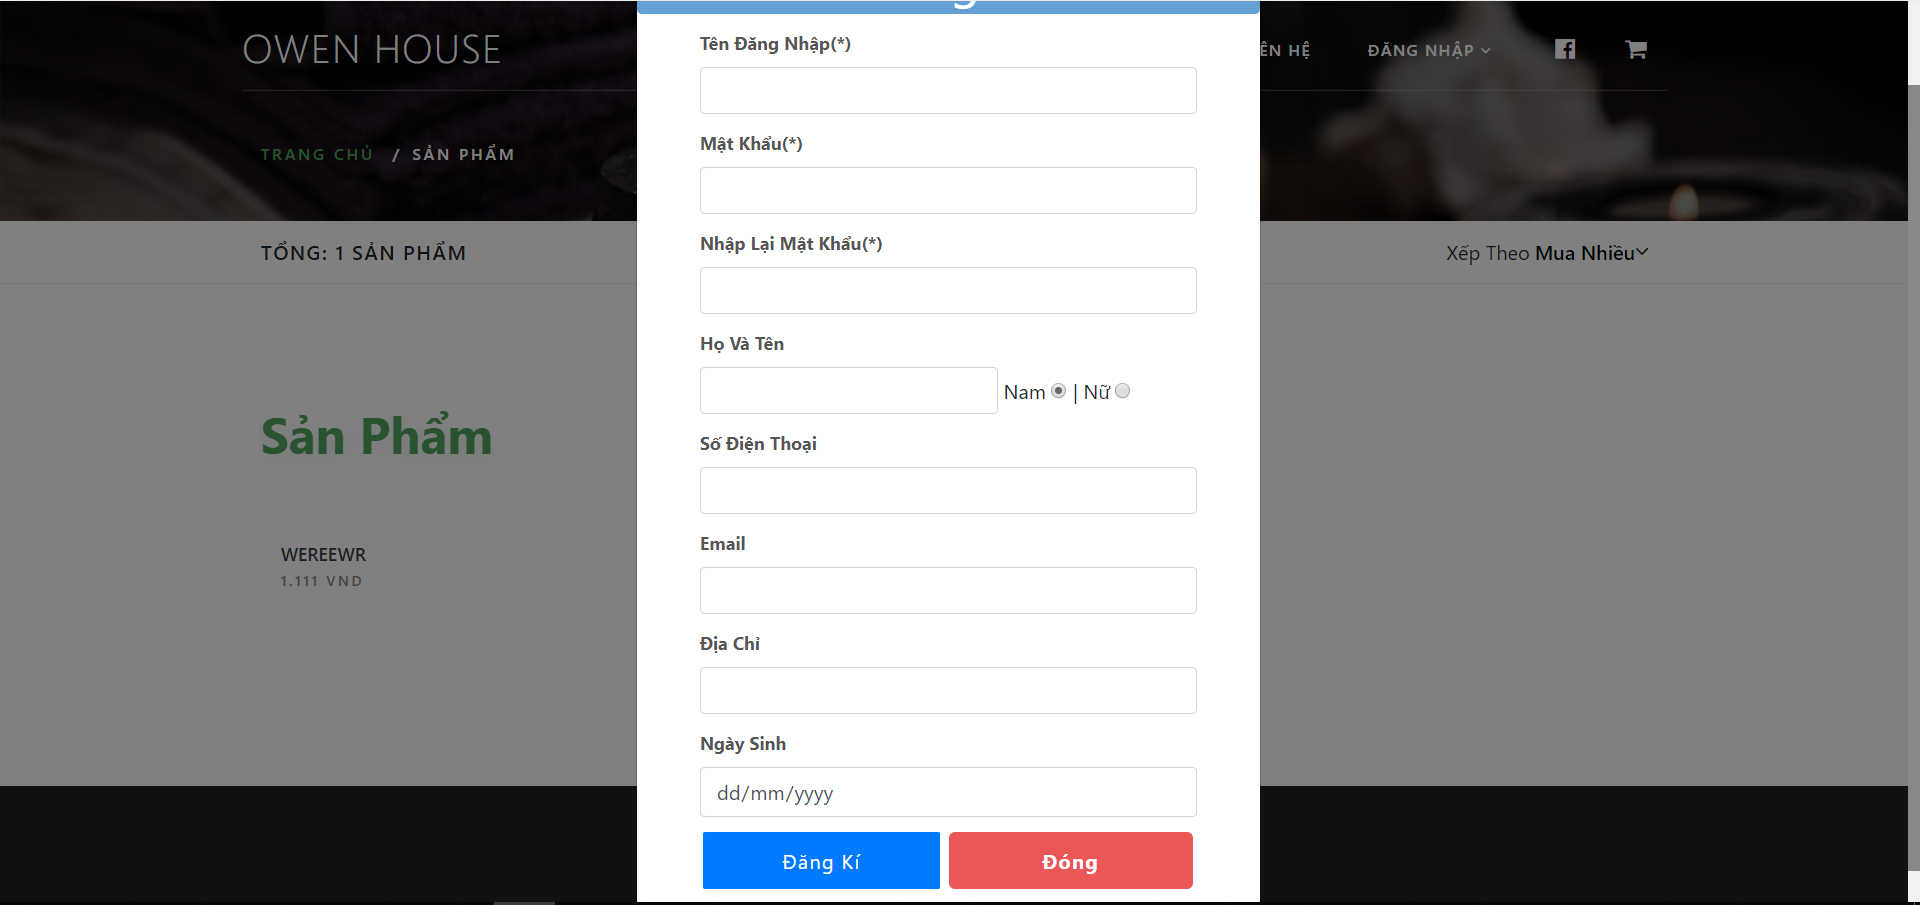 OWEN HOUSE
ÊN HỆ
ĐĂNG NHẬP
TRANG CHỦ / SẢN PHẨM
TỔNG: 1 SẢN PHẨM
Xếp Theo Mua Nhiều
Sản Phẩm
WEREEWR
1.111 VND
Tên Đăng Nhập(*)
Mật Khẩu(*)
Nhập Lại Mật Khẩu(*)
Họ Và Tên
Nam | Nữ
Số Điện Thoại
Email
Địa Chỉ
Ngày Sinh
dd/mm/yyyy
Đăng Kí
Đóng